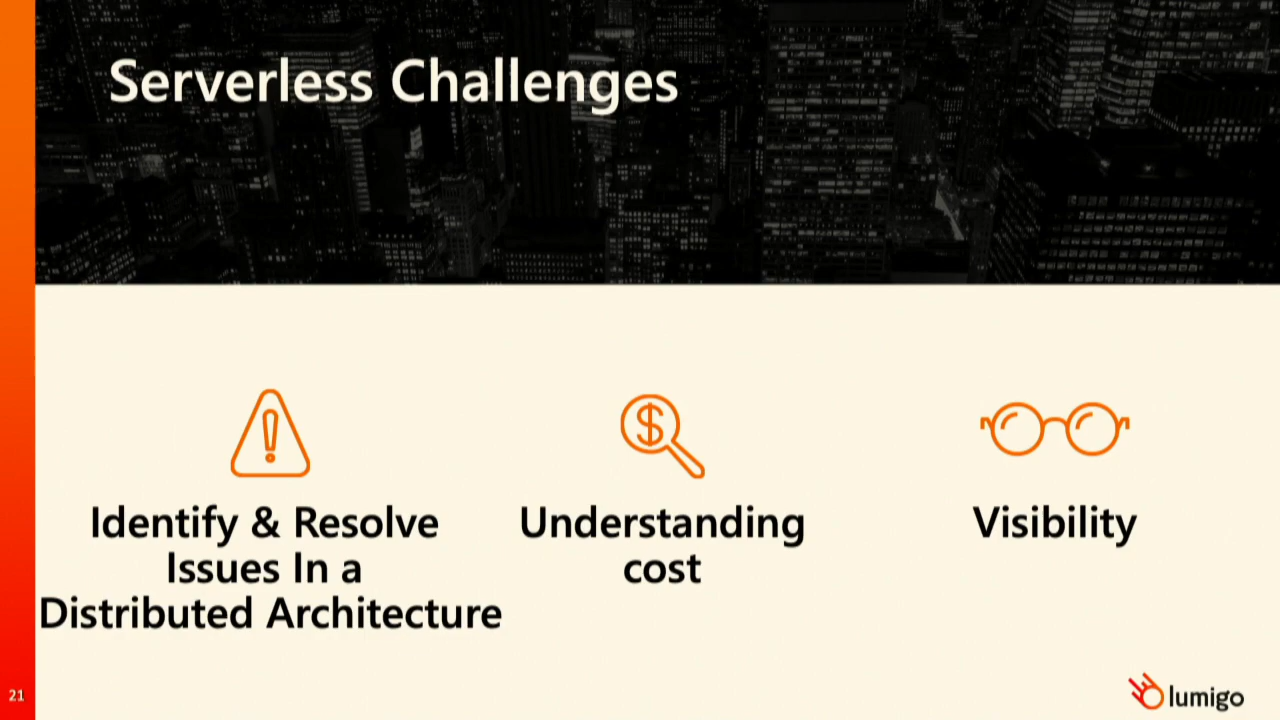 Serverless Challenges
Identify & Resolve
Issues In a
Distributed Architecture
Understanding
cost
Visibility
21
lumigo